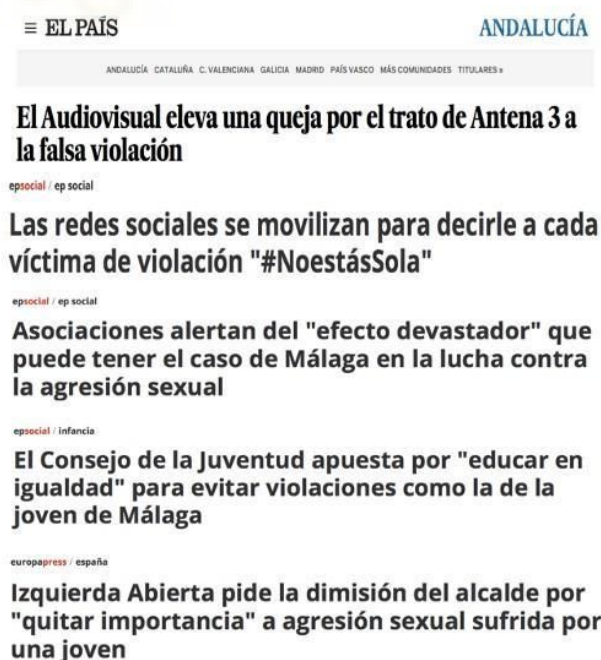 ≡ EL PAÍS
ANDALUCÍA
ANDALUCÍA CATALUÑA C. VALENCIANA GALICIA MADRID PAÍS VASCO MÁS COMUNIDADES TITULARES »
El Audiovisual eleva una queja por el trato de Antena 3 a
la falsa violación
epsocial / ep social
Las redes sociales se movilizan para decirle a cada
víctima de violación "#NoestásSola"
epsocial / ep social
Asociaciones alertan del "efecto devastador" que
puede tener el caso de Málaga en la lucha contra
la agresión sexual
epsocial / infancia
El Consejo de la Juventud apuesta por "educar en
igualdad" para evitar violaciones como la de la
joven de Málaga
europapress / españa
Izquierda Abierta pide la dimisión del alcalde por
"quitar importancia" a agresión sexual sufrida por
una joven